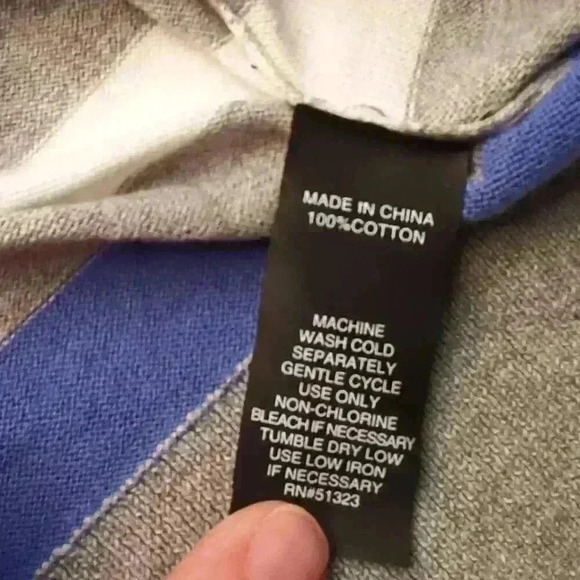 MADE IN CHINA
100%COTTON
MACHINE
WASH COLD
SEPARATELY
GENTLE CYCLE
USE ONLY
NON-CHLORINE
BLEACH IF NECESSARY
TUMBLE DRY LOW
USE LOW IRON
IF NECESSARY
RN#51323